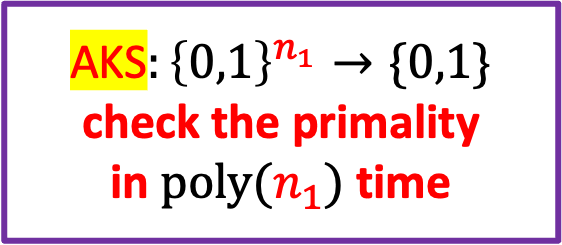 AKS: {0,1}^{n₁} → {0,1}
check the primality
in poly(n₁) time